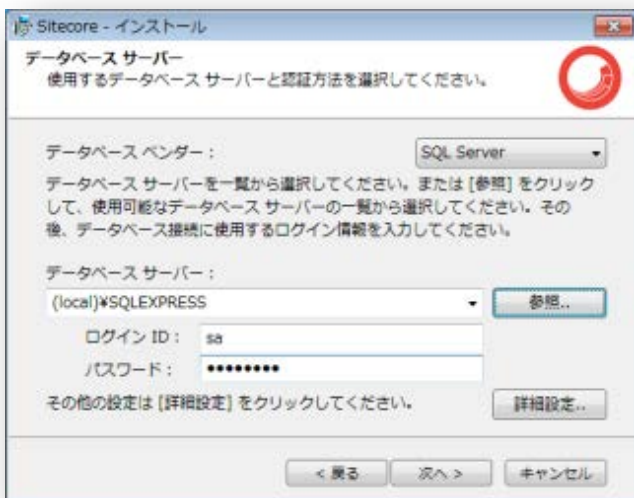 Sitecore - インストール
データベース サーバー
使用するデータベース サーバーと認証方法を選択してください。
データベース ベンダー :
SQL Server
データベース サーバーを一覧から選択してください。または [参照] をクリック
して、使用可能なデータベース サーバーの一覧から選択してください。その
後、データベース接続に使用するログイン情報を入力してください。
データベース サーバー :
(local)¥SQLEXPRESS
参照..
ログイン ID :
sa
パスワード :
●●●●●●●●
その他の設定は [詳細設定] をクリックしてください。
詳細設定..
< 戻る
次へ >
キャンセル